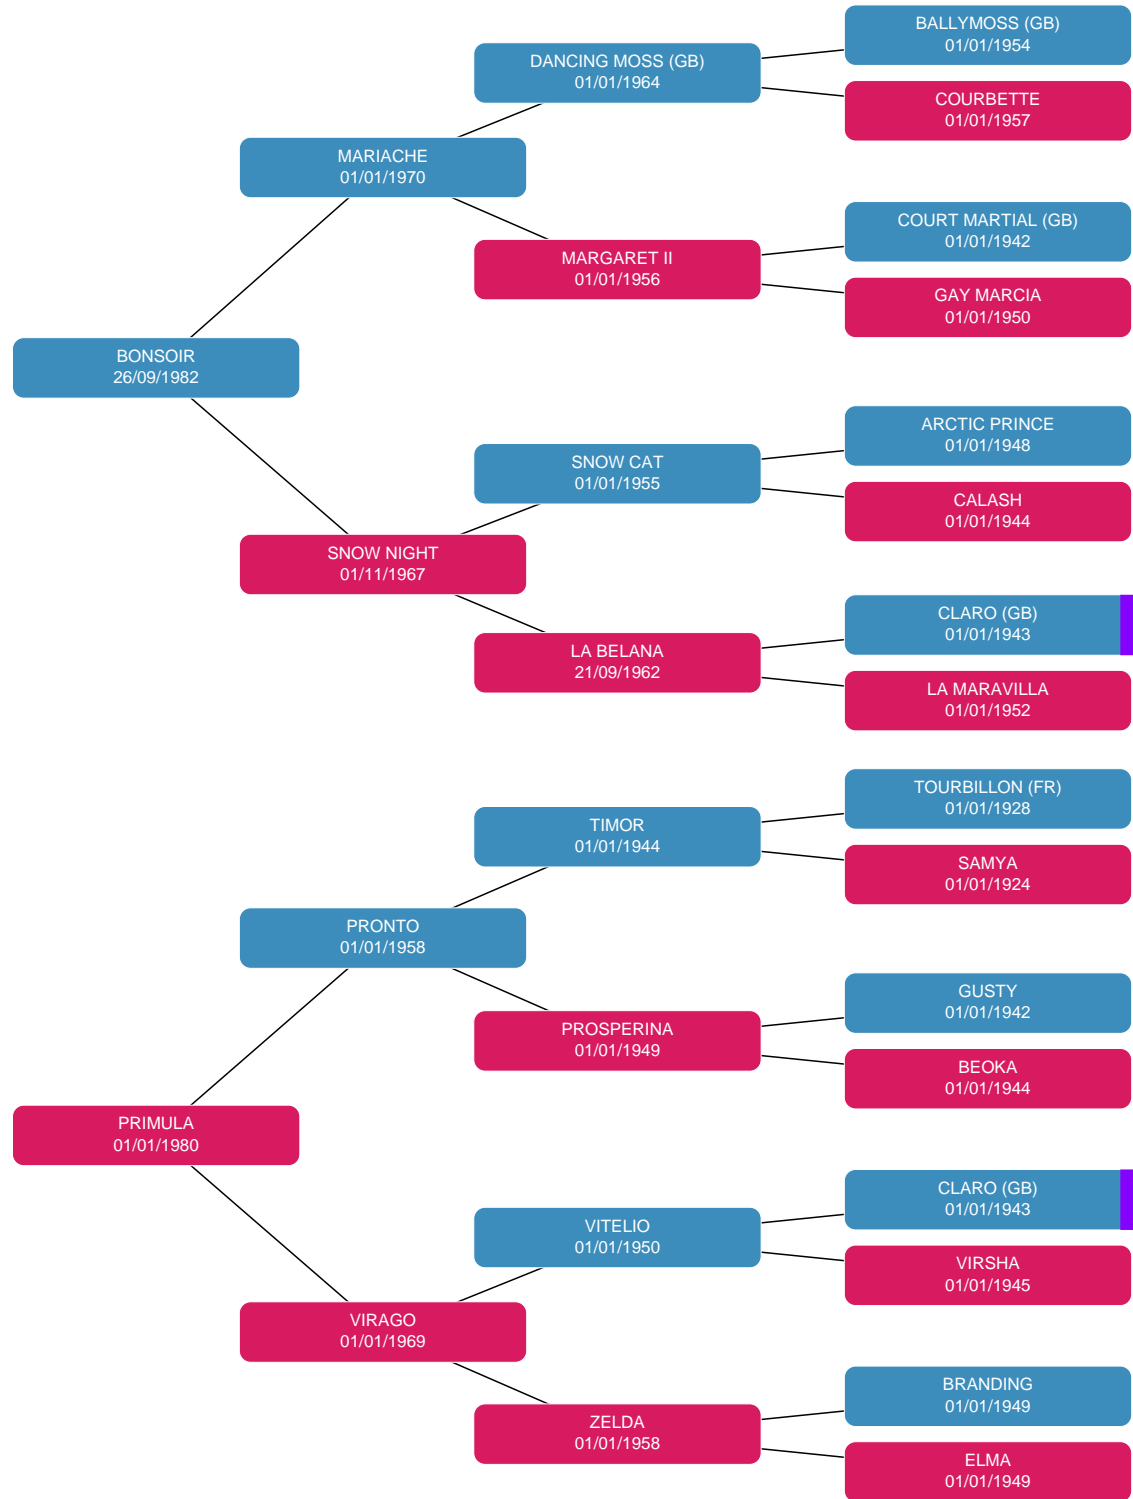 BALLYMOSS (GB)
01/01/1954
DANCING MOSS (GB)
01/01/1964
COURBETTE
01/01/1957
MARIACHE
01/01/1970
COURT MARTIAL (GB)
01/01/1942
MARGARET II
01/01/1956
GAY MARCIA
01/01/1950
BONSOIR
26/09/1982
ARCTIC PRINCE
01/01/1948
SNOW CAT
01/01/1955
CALASH
01/01/1944
SNOW NIGHT
01/11/1967
CLARO (GB)
01/01/1943
LA BELANA
21/09/1962
LA MARAVILLA
01/01/1952
TOURBILLON (FR)
01/01/1928
TIMOR
01/01/1944
SAMYA
01/01/1924
PRONTO
01/01/1958
GUSTY
01/01/1942
PROSPERINA
01/01/1949
BEOKA
01/01/1944
PRIMULA
01/01/1980
CLARO (GB)
01/01/1943
VITELIO
01/01/1950
VIRSHA
01/01/1945
VIRAGO
01/01/1969
BRANDING
01/01/1949
ZELDA
01/01/1958
ELMA
01/01/1949